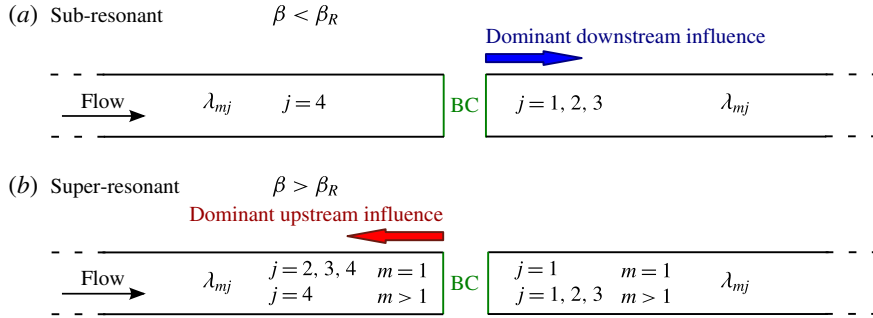 (a) Sub-resonant β < β_R
Dominant downstream influence
Flow λ_mj j = 4 BC j = 1, 2, 3 λ_mj
(b) Super-resonant β > β_R
Dominant upstream influence
Flow λ_mj j = 2, 3, 4 m = 1 BC j = 1 m = 1 λ_mj
j = 4 m > 1 j = 1, 2, 3 m > 1